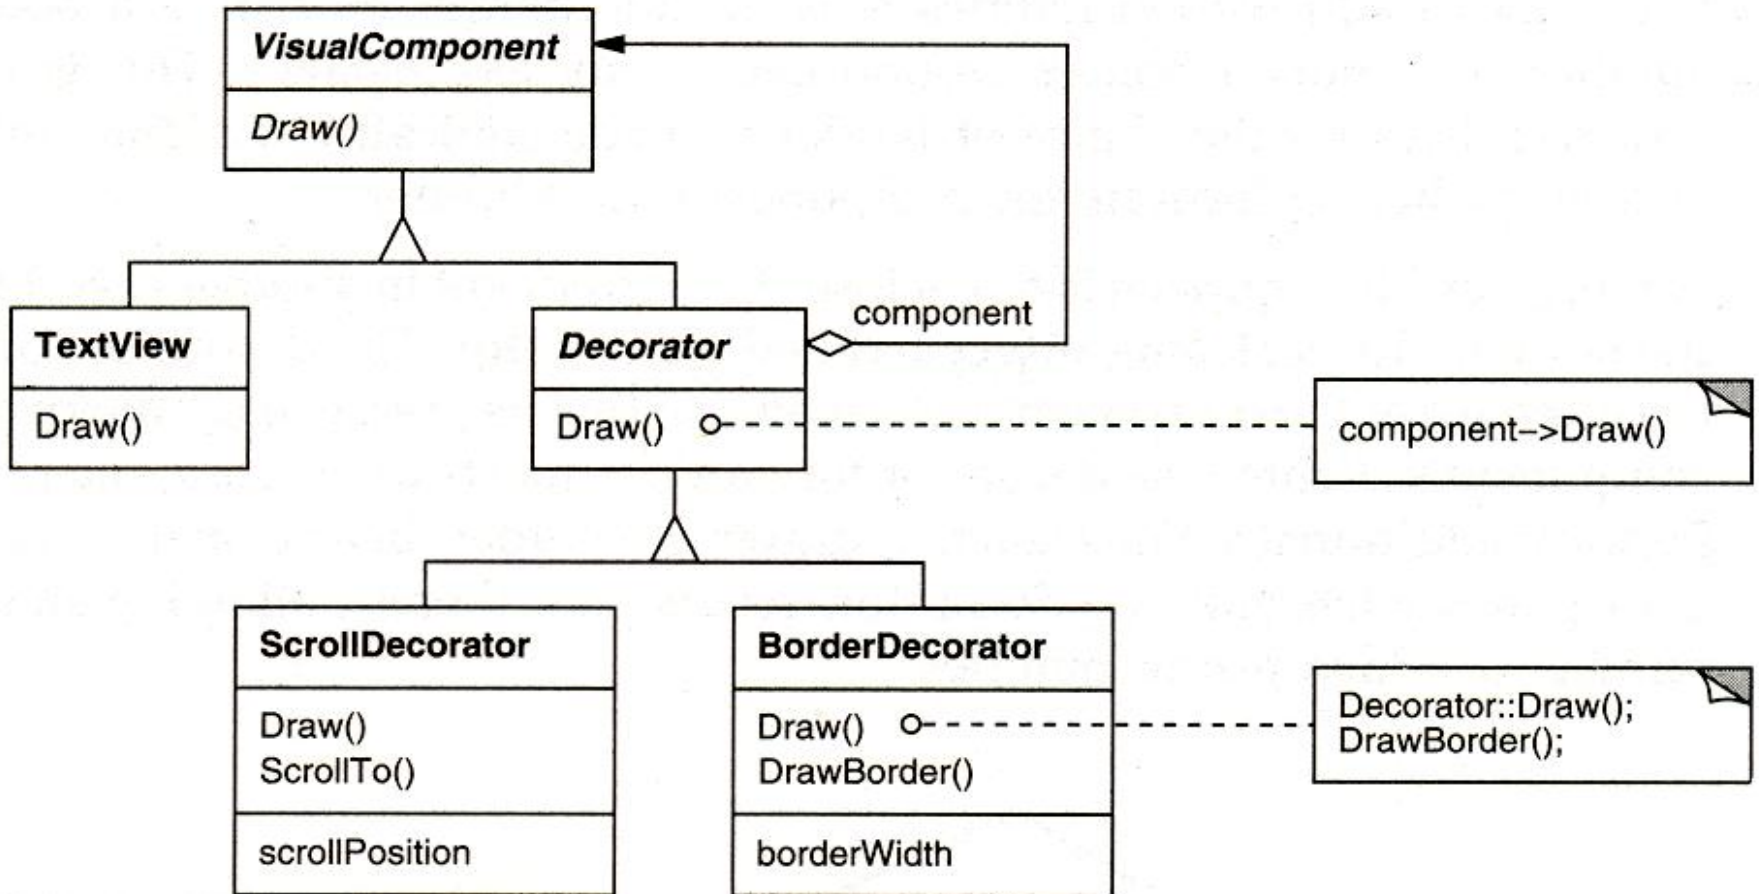 VisualComponent
Draw()
component
TextView
Draw()
Decorator
Draw()
component–>Draw()
ScrollDecorator
Draw()
ScrollTo()
scrollPosition
BorderDecorator
Draw()
DrawBorder()
borderWidth
Decorator::Draw();
DrawBorder();